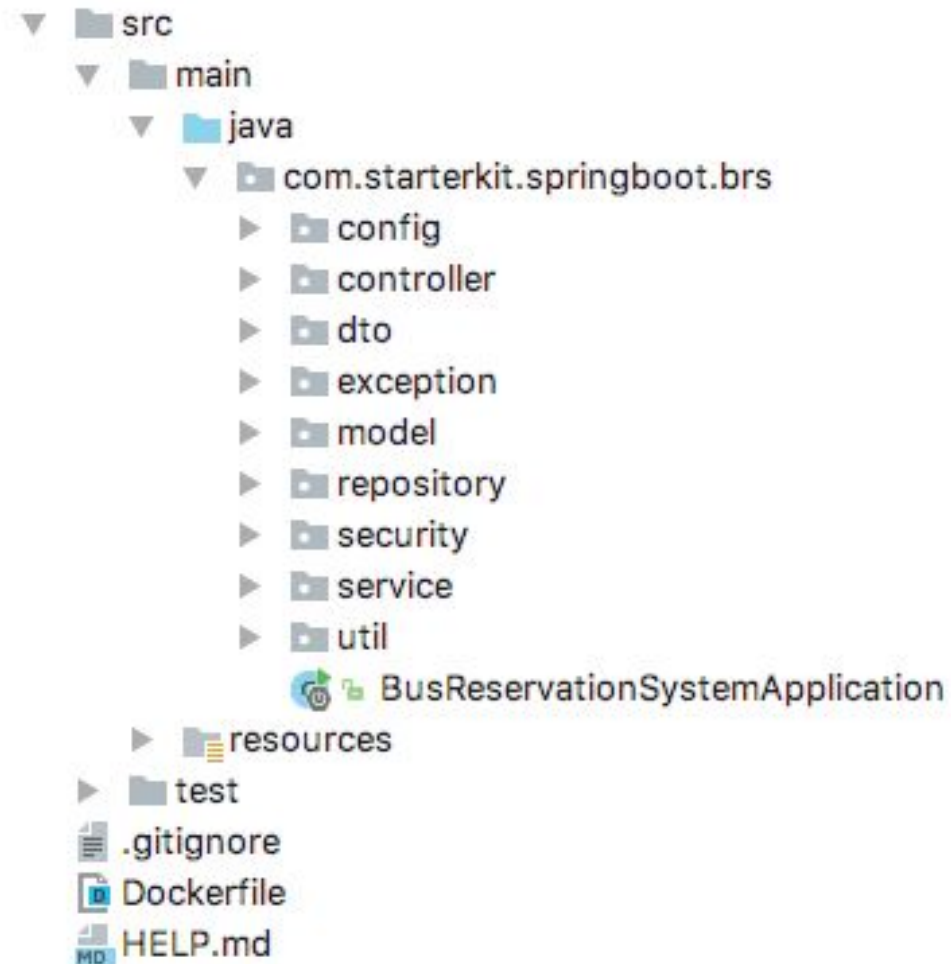 src
main
java
com.starterkit.springboot.brs
config
controller
dto
exception
model
repository
security
service
util
BusReservationSystemApplication
resources
test
.gitignore
Dockerfile
HELP.md